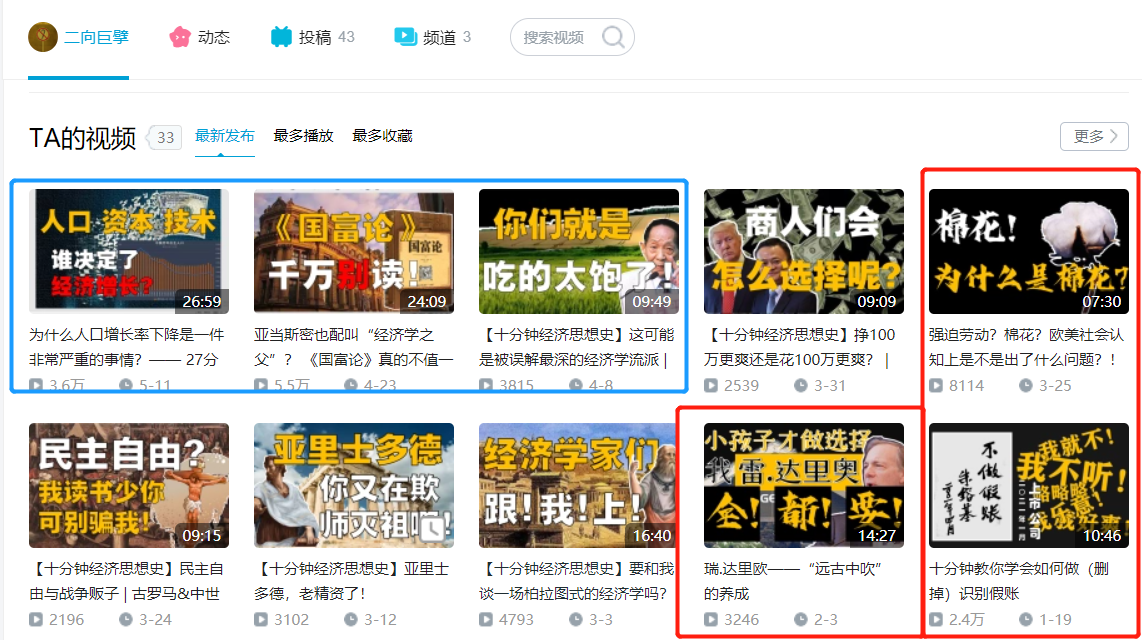 二向巨擘
动态
投稿 43
频道 3
搜索视频
TA的视频 33
最新发布
最多播放
最多收藏
更多
人口 资本 技术
谁决定了
经济增长？
26:59
为什么人口增长率下降是一件
非常严重的事情？—— 27分
3.6万 5-11
《国富论》
国富论
千万别读！
24:09
亚当斯密也配叫“经济学之
父”？ 《国富论》真的不值一
5.5万 4-23
你们就是
吃的太饱了！
09:49
【十分钟经济思想史】这可能
是被误解最深的经济学流派 |
3815 4-8
商人们会
怎么选择呢？
09:09
【十分钟经济思想史】挣100
万更爽还是花100万更爽？ |
2539 3-31
棉花！
为什么是棉花？
07:30
强迫劳动？棉花？欧美社会认
知上是不是出了什么问题？！
8114 3-25
民主自由？
我读书少你
可别骗我！
09:15
【十分钟经济思想史】民主自
由与战争贩子 | 古罗马&中世
2196 3-24
亚里士多德
你又在欺
师灭祖啦！
【十分钟经济思想史】亚里士
多德，老精资了！
3102 3-12
经济学家们
跟！我！上！
16:40
【十分钟经济思想史】要和我
谈一场柏拉图式的经济学吗？
4793 3-3
小孩子才做选择
我雷.达里奥
全！都！要！
14:27
瑞.达里欧——“远古中吹”
的养成
3246 2-3
不做假账
朱镕基
上市公司
我就不！
我不听！
10:46
十分钟教你学会如何做（删
掉）识别假账
2.4万 1-19